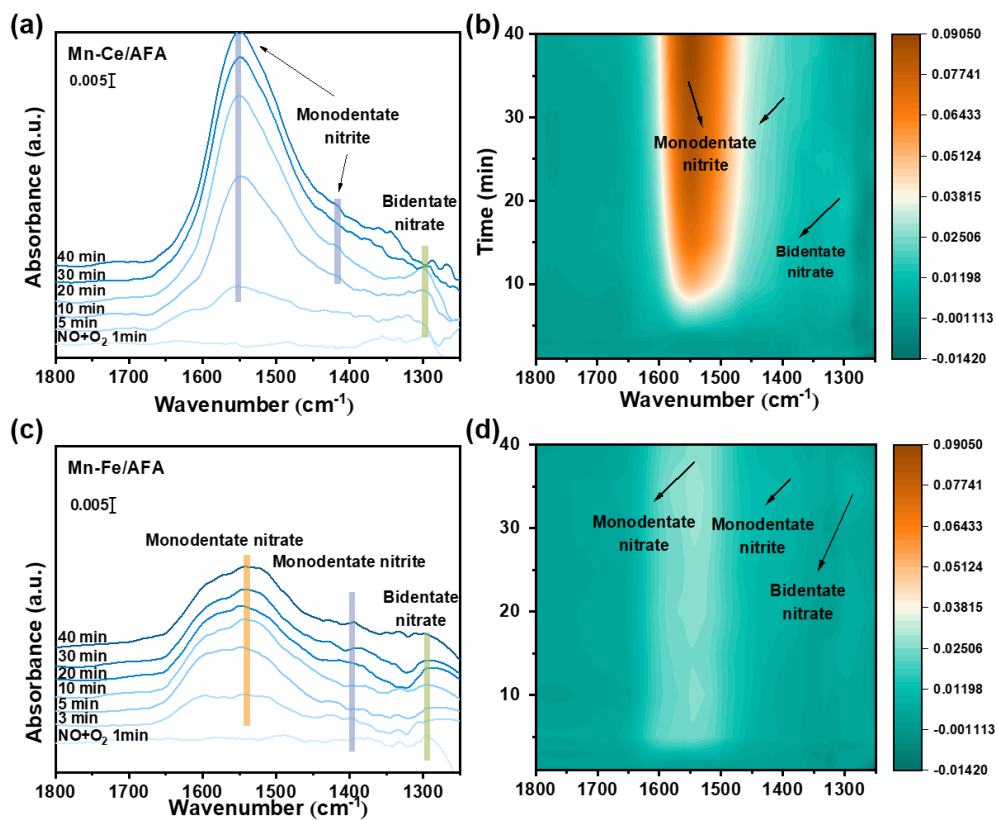 (a)
Mn-Ce/AFA
0.005
Monodentate
nitrite
Bidentate
nitrate
40 min
30 min
20 min
10 min
5 min
NO+O2 1min
Absorbance (a.u.)
1800 1700 1600 1500 1400 1300
Wavenumber (cm-1)
(b)
40
30
20
10
Time (min)
Monodentate
nitrite
Bidentate
nitrate
1800 1700 1600 1500 1400 1300
Wavenumber (cm-1)
0.09050
0.07741
0.06433
0.05124
0.03815
0.02506
0.01198
-0.001113
-0.01420
(c)
Mn-Fe/AFA
0.005
Monodentate nitrate
Monodentate nitrite
Bidentate
nitrate
40 min
30 min
20 min
10 min
5 min
3 min
NO+O2 1min
Absorbance (a.u.)
1800 1700 1600 1500 1400 1300
Wavenumber (cm-1)
(d)
40
30
20
10
Monodentate
nitrate
Monodentate
nitrite
Bidentate
nitrate
1800 1700 1600 1500 1400 1300
0.09050
0.07741
0.06433
0.05124
0.03815
0.02506
0.01198
-0.001113
-0.01420